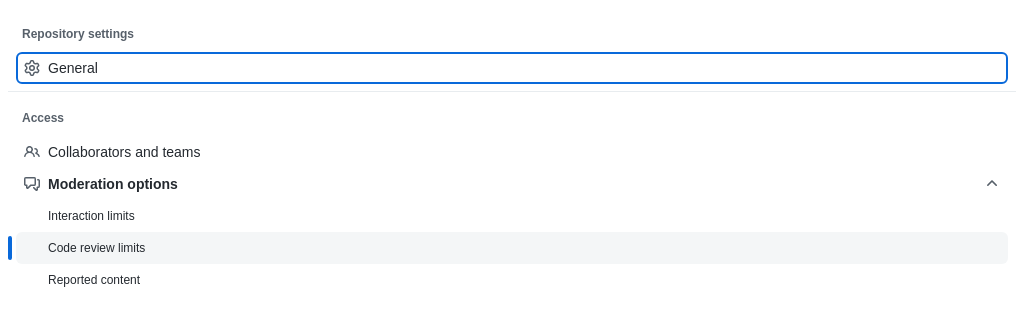 Repository settings
General
Access
Collaborators and teams
Moderation options
Interaction limits
Code review limits
Reported content